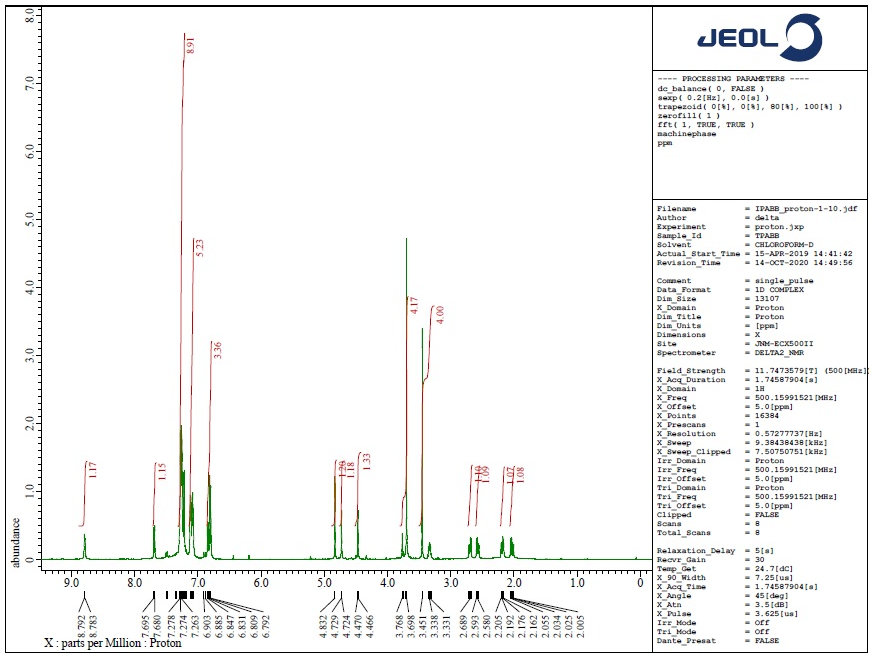 JEOL
---- PROCESSING PARAMETERS ----
dc_balance( 0, FALSE )
sexp( 0.2[Hz], 0.0[s] )
trapezoid( 0[%], 0[%], 80[%], 100[%] )
zerofill( 1 )
fft( 1, TRUE, TRUE )
machinephase
ppm
Filename = IPABB_proton-1-10.jdf
Author = delta
Experiment = proton.jxp
Sample_Id = TPABB
Solvent = CHLOROFORM-D
Actual_Start_Time = 15-APR-2019 14:41:42
Revision_Time = 14-OCT-2020 14:49:56
Comment = single_pulse
Data_Format = 1D COMPLEX
Dim_Size = 13107
X_Domain = Proton
Dim_Title = Proton
Dim_Units = [ppm]
Dimensions = X
Site = JNM-ECX500II
Spectrometer = DELTA2_NMR
Field_Strength = 11.7473579[T] (500[MHz]
X_Acq_Duration = 1.74587904[s]
X_Domain = 1H
X_Freq = 500.15991521[MHz]
X_Offset = 5.0[ppm]
X_Points = 16384
X_Prescans = 1
X_Resolution = 0.57277737[Hz]
X_Sweep = 9.38438438[kHz]
X_Sweep_Clipped = 7.50750751[kHz]
Irr_Domain = Proton
Irr_Freq = 500.15991521[MHz]
Irr_Offset = 5.0[ppm]
Tri_Domain = Proton
Tri_Freq = 500.15991521[MHz]
Tri_Offset = 5.0[ppm]
Clipped = FALSE
Scans = 8
Total_Scans = 8
Relaxation_Delay = 5[s]
Recvr_Gain = 30
Temp_Get = 24.7[dC]
X_90_Width = 7.25[us]
X_Acq_Time = 1.74587904[s]
X_Angle = 45[deg]
X_Atn = 3.5[dB]
X_Pulse = 3.625[us]
Irr_Mode = Off
Tri_Mode = Off
Dante_Presat = FALSE
abundance
8.0
7.0
6.0
5.0
4.0
3.0
2.0
1.0
0
1.17
1.15
8.91
5.23
3.36
1.20
1.18
1.33
4.17
4.00
1.10
1.09
1.07
1.08
9.0 8.0 7.0 6.0 5.0 4.0 3.0 2.0 1.0 0
8.792
8.783
7.695
7.680
7.278
7.274
7.263
6.903
6.885
6.847
6.831
6.809
6.792
4.832
4.729
4.724
4.470
4.466
3.768
3.698
3.451
3.338
3.331
2.689
2.593
2.580
2.205
2.192
2.176
2.162
2.055
2.034
2.025
2.005
X : parts per Million : Proton